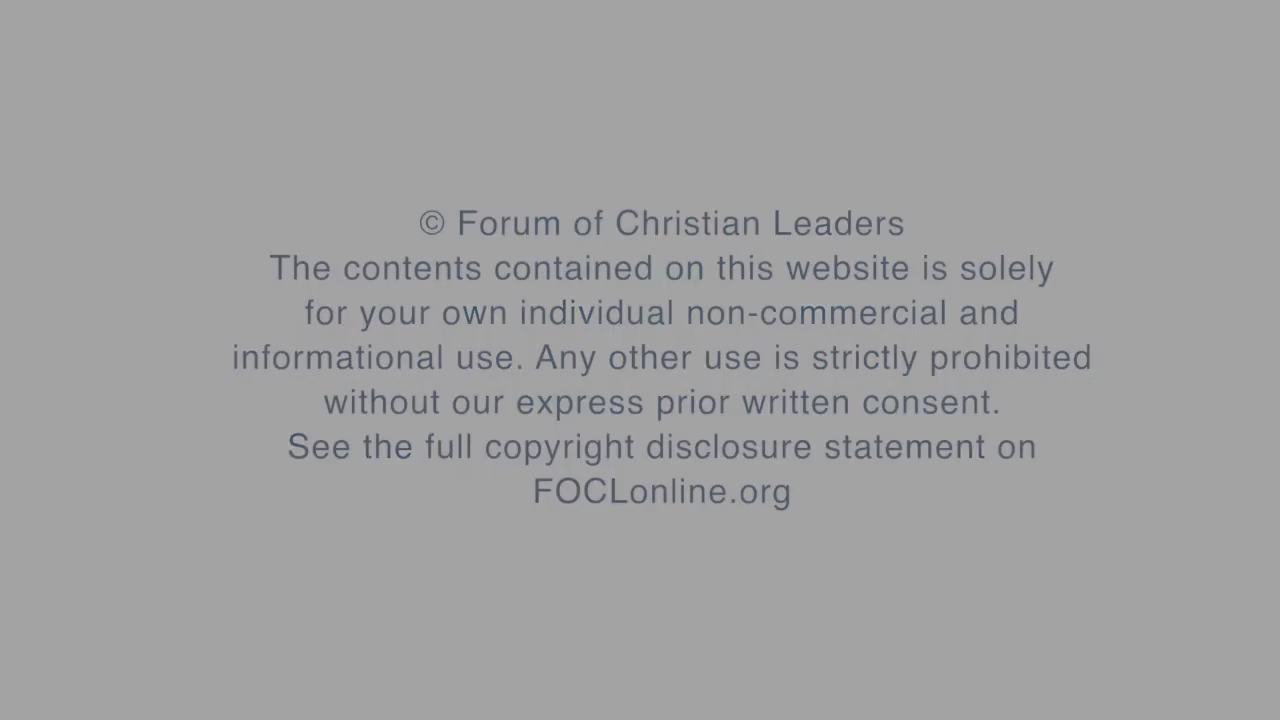 © Forum of Christian Leaders
The contents contained on this website is solely
for your own individual non-commercial and
informational use. Any other use is strictly prohibited
without our express prior written consent.
See the full copyright disclosure statement on
FOCLonline.org